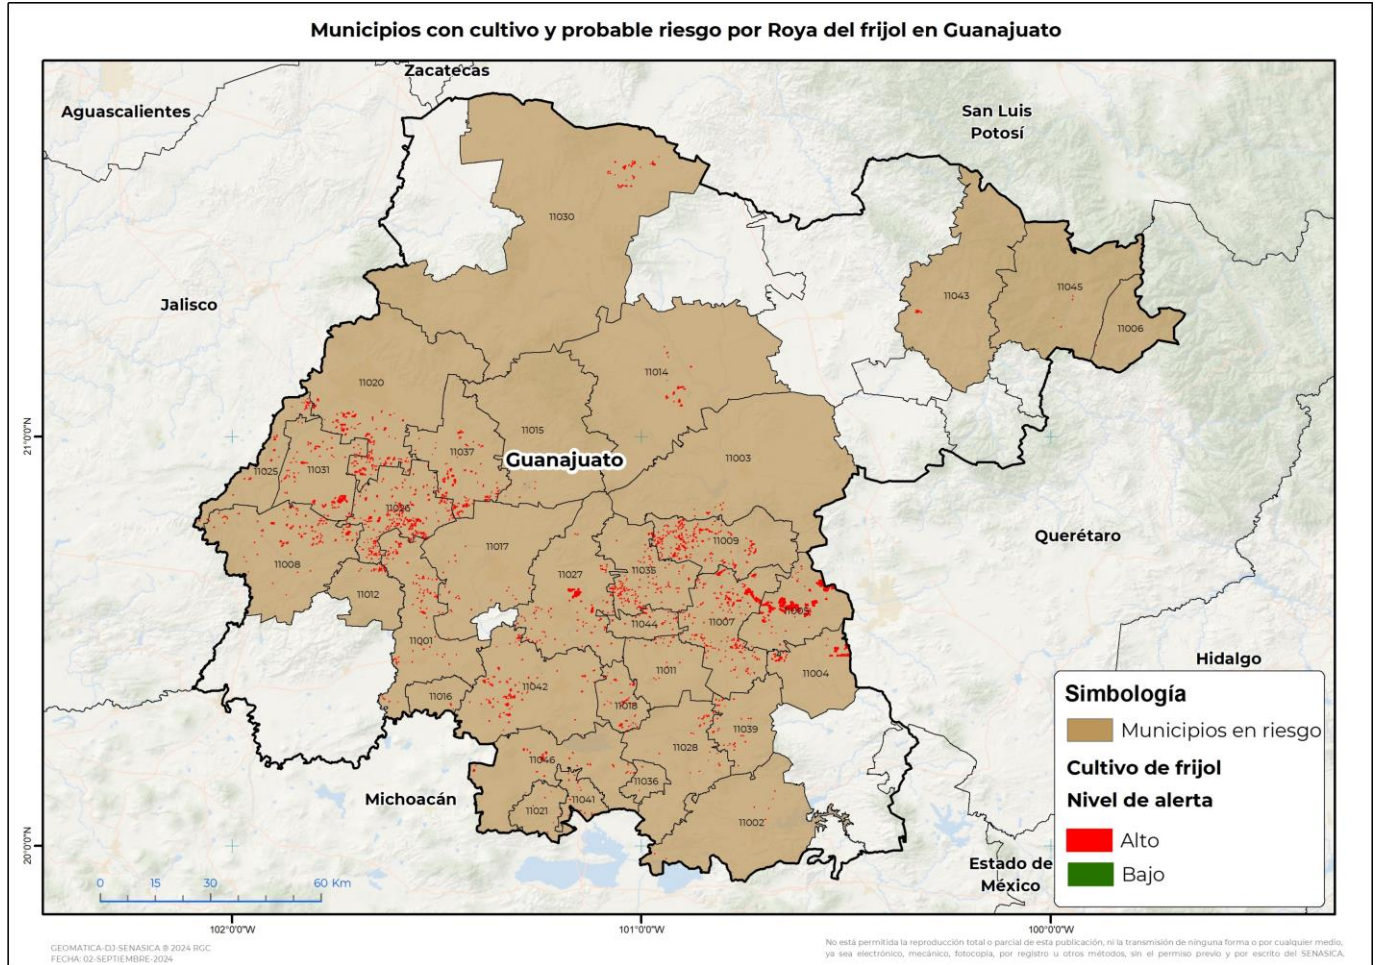 Municipios con cultivo y probable riesgo por Roya del frijol en Guanajuato
Zacatecas
Aguascalientes
San Luis
Potosí
11030
Jalisco
11043
11045
11006
11014
11020
21°0'0"N
11015
11037
Guanajuato
11003
11025
11031
11026
Querétaro
11009
11017
11008
11035
11027
11012
11005
11044
11007
11001
Hidalgo
11011
11004
11042
11016
11018
11039
11028
11046
11036
Michoacán
11041
11021
11002
20°0'0"N
Estado de
México
Simbología
Municipios en riesgo
Cultivo de frijol
Nivel de alerta
Alto
Bajo
0 15 30 60 Km
102°0'0"W
101°0'0"W
100°0'0"W
GEOMATICA-DJ-SENASICA ® 2024 RGC
FECHA: 02-SEPTIEMBRE-2024
No está permitida la reproducción total o parcial de esta publicación, ni la transmisión de ninguna forma o por cualquier medio,
ya sea electrónico, mecánico, fotocopia, por registro u otros métodos, sin el permiso previo y por escrito del SENASICA.